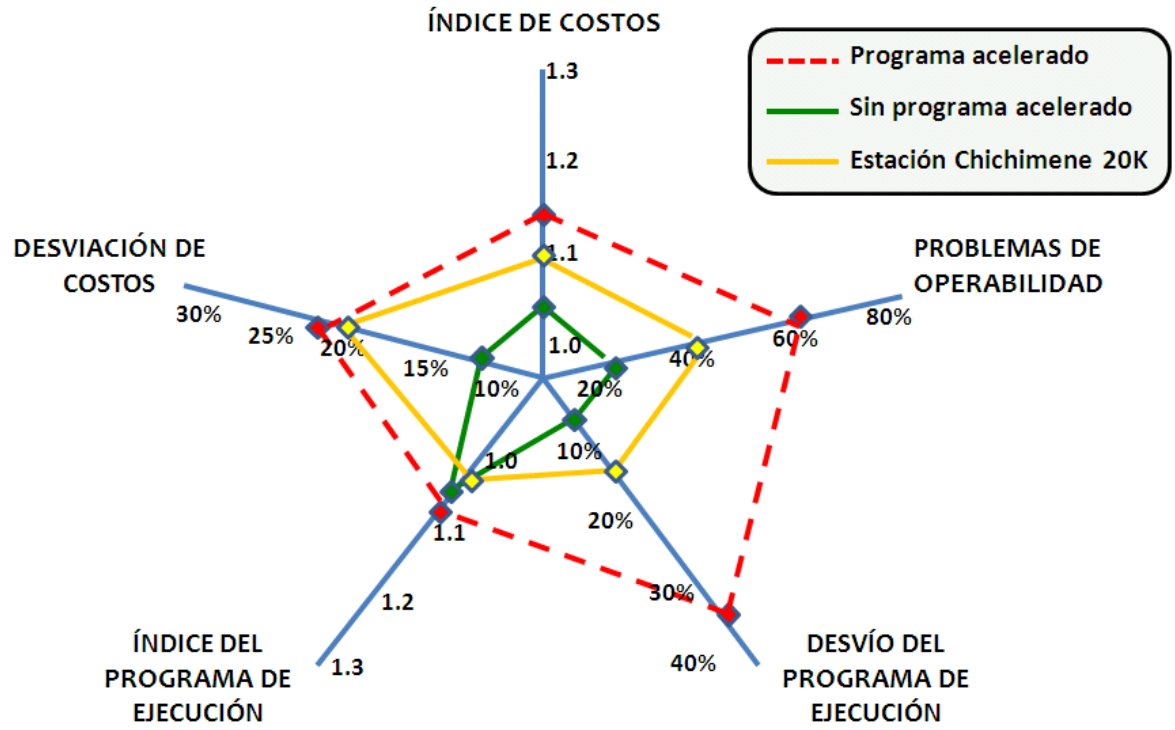 ÍNDICE DE COSTOS
Programa acelerado
Sin programa acelerado
Estación Chichimene 20K
1.3
1.2
1.1
1.0
DESVIACIÓN DE
COSTOS
30%
25%
20%
15%
10%
PROBLEMAS DE
OPERABILIDAD
80%
60%
40%
20%
10%
20%
30%
40%
DESVÍO DEL
PROGRAMA DE
EJECUCIÓN
1.0
1.1
1.2
1.3
ÍNDICE DEL
PROGRAMA DE
EJECUCIÓN